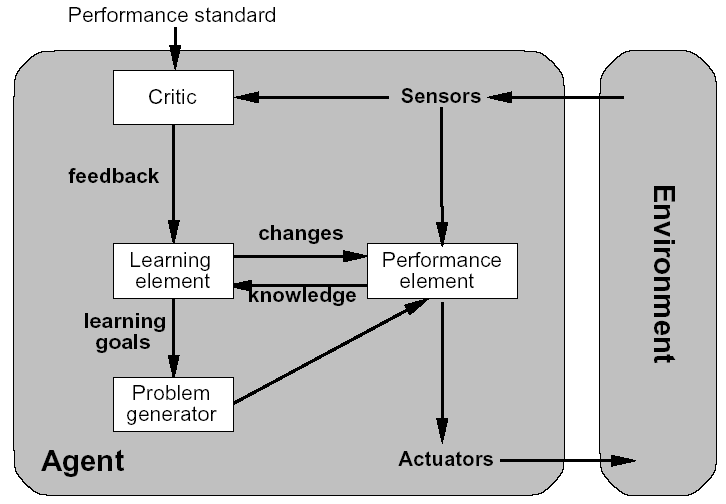 Performance standard
Critic
Sensors
feedback
changes
Learning
element
Performance
element
knowledge
learning
goals
Problem
generator
Agent
Actuators
Environment